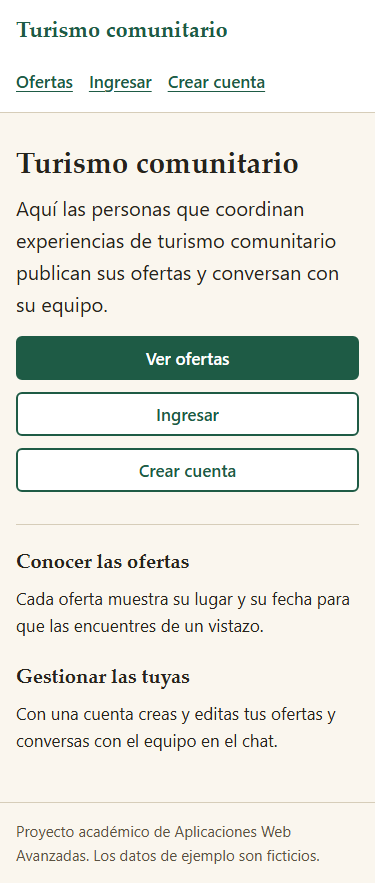 Turismo comunitario
Ofertas Ingresar Crear cuenta
Turismo comunitario
Aquí las personas que coordinan
experiencias de turismo comunitario
publican sus ofertas y conversan con
su equipo.
Ver ofertas
Ingresar
Crear cuenta
Conocer las ofertas
Cada oferta muestra su lugar y su fecha para
que las encuentres de un vistazo.
Gestionar las tuyas
Con una cuenta creas y editas tus ofertas y
conversas con el equipo en el chat.
Proyecto académico de Aplicaciones Web
Avanzadas. Los datos de ejemplo son ficticios.